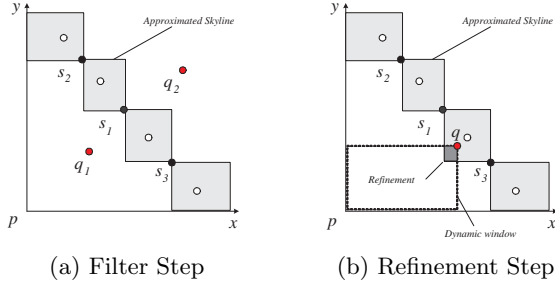 y
Approximated Skyline
s2
q2
s1
q1
s3
p
x
(a) Filter Step
y
Approximated Skyline
s2
s1
q
s3
Refinement
p
x
Dynamic window
(b) Refinement Step